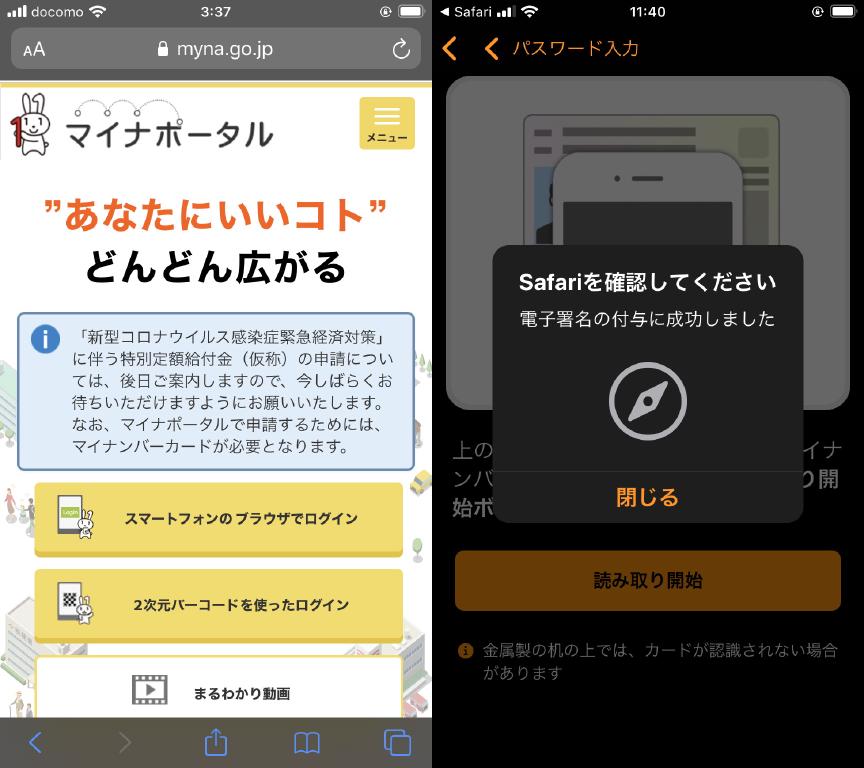 docomo
3:37
AA
myna.go.jp
マイナポータル
メニュー
”あなたにいいコト”
どんどん広がる
「新型コロナウイルス感染症緊急経済対策」
に伴う特別定額給付金（仮称）の申請につい
ては、後日ご案内しますので、今しばらくお
待ちいただけますようにお願いいたします。
なお、マイナポータルで申請するためには、
マイナンバーカードが必要となります。
Login
スマートフォンのブラウザでログイン
2次元バーコードを使ったログイン
まるわかり動画
Safari
11:40
パスワード入力
Safariを確認してください
電子署名の付与に成功しました
閉じる
上の
イナ
ンバ
り開
始ボ
読み取り開始
金属製の机の上では、カードが認識されない場合
があります